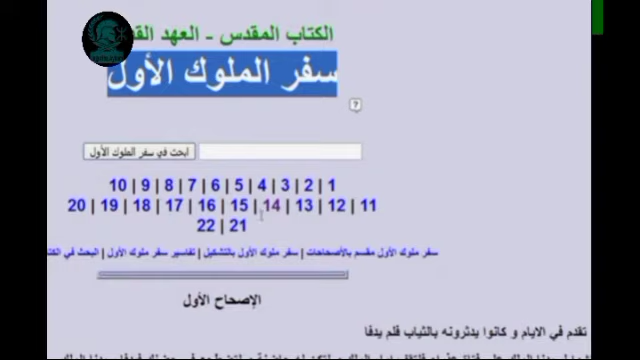 الكتاب المقدس - العهد
سفر الملوك الأول
?
ابحث في سفر الملوك الأول
1 | 2 | 3 | 4 | 5 | 6 | 7 | 8 | 9 | 10
11 | 12 | 13 | 14 | 15 | 16 | 17 | 18 | 19 | 20
21 | 22
سفر ملوك الأول مقسم بالأصحاحات | سفر ملوك الأول بالتشكيل | تفاسير سفر ملوك الأول | البحث في
الإصحاح الأول
تقدم في الايام و كانوا يدثرونه بالثياب فلم يدفا